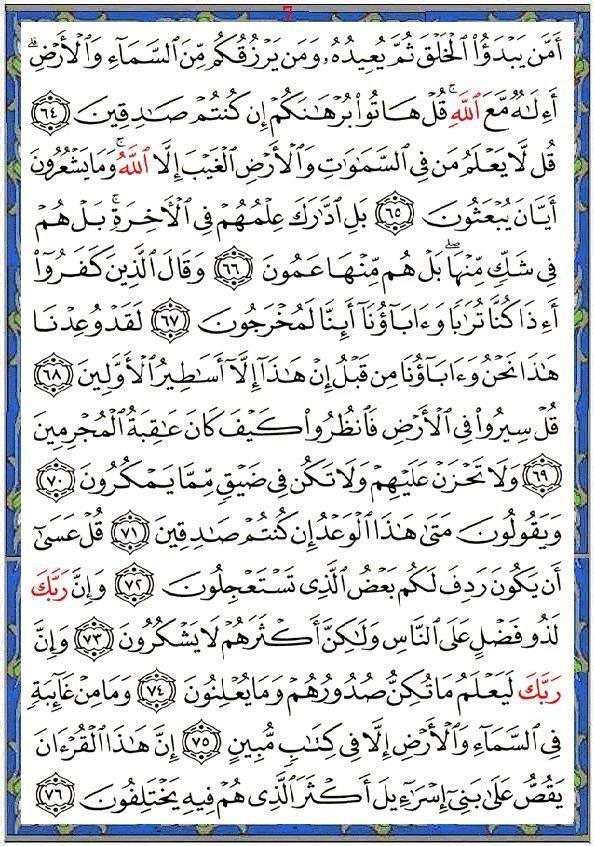 7
أَمَّن يَبْدَؤُا۟ ٱلْخَلْقَ ثُمَّ يُعِيدُهُۥ وَمَن يَرْزُقُكُم مِّنَ ٱلسَّمَآءِ وَٱلْأَرْضِ ۗ
أَءِلَٰهٌ مَّعَ ٱللَّهِ ۚ قُلْ هَاتُوا۟ بُرْهَٰنَكُمْ إِن كُنتُمْ صَٰدِقِينَ ٦٤
قُل لَّا يَعْلَمُ مَن فِى ٱلسَّمَٰوَٰتِ وَٱلْأَرْضِ ٱلْغَيْبَ إِلَّا ٱللَّهُ ۚ وَمَا يَشْعُرُونَ
أَيَّانَ يُبْعَثُونَ ٦٥ بَلِ ٱدَّٰرَكَ عِلْمُهُمْ فِى ٱلْءَاخِرَةِ ۚ بَلْ هُمْ
فِى شَكٍّ مِّنْهَا ۖ بَلْ هُم مِّنْهَا عَمُونَ ٦٦ وَقَالَ ٱلَّذِينَ كَفَرُوٓا۟
أَءِذَا كُنَّا تُرَٰبًا وَءَابَآؤُنَآ أَئِنَّا لَمُخْرَجُونَ ٦٧ لَقَدْ وُعِدْنَا
هَٰذَا نَحْنُ وَءَابَآؤُنَا مِن قَبْلُ إِنْ هَٰذَآ إِلَّآ أَسَٰطِيرُ ٱلْأَوَّلِينَ ٦٨
قُلْ سِيرُوا۟ فِى ٱلْأَرْضِ فَٱنظُرُوا۟ كَيْفَ كَانَ عَٰقِبَةُ ٱلْمُجْرِمِينَ
٦٩ وَلَا تَحْزَنْ عَلَيْهِمْ وَلَا تَكُن فِى ضَيْقٍ مِّمَّا يَمْكُرُونَ ٧٠
وَيَقُولُونَ مَتَىٰ هَٰذَا ٱلْوَعْدُ إِن كُنتُمْ صَٰدِقِينَ ٧١ قُلْ عَسَىٰٓ
أَن يَكُونَ رَدِفَ لَكُم بَعْضُ ٱلَّذِى تَسْتَعْجِلُونَ ٧٢ وَإِنَّ رَبَّكَ
لَذُو فَضْلٍ عَلَى ٱلنَّاسِ وَلَٰكِنَّ أَكْثَرَهُمْ لَا يَشْكُرُونَ ٧٣ وَإِنَّ
رَبَّكَ لَيَعْلَمُ مَا تُكِنُّ صُدُورُهُمْ وَمَا يُعْلِنُونَ ٧٤ وَمَا مِنْ غَآئِبَةٍ
فِى ٱلسَّمَآءِ وَٱلْأَرْضِ إِلَّا فِى كِتَٰبٍ مُّبِينٍ ٧٥ إِنَّ هَٰذَا ٱلْقُرْءَانَ
يَقُصُّ عَلَىٰ بَنِىٓ إِسْرَٰٓءِيلَ أَكْثَرَ ٱلَّذِى هُمْ فِيهِ يَخْتَلِفُونَ ٧٦